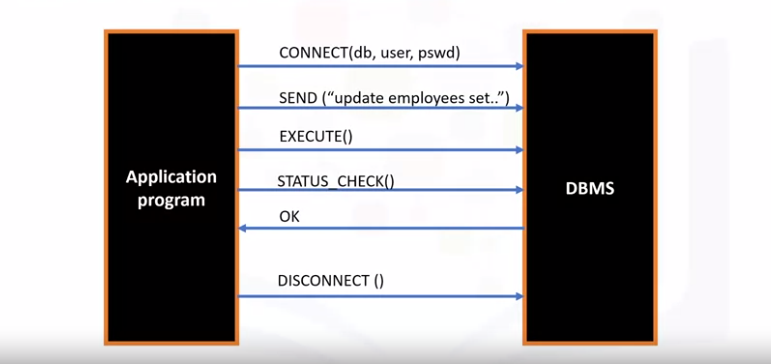 CONNECT(db, user, pswd)
SEND (“update employees set..”)
EXECUTE()
Application
program
STATUS_CHECK()
DBMS
OK
DISCONNECT ()